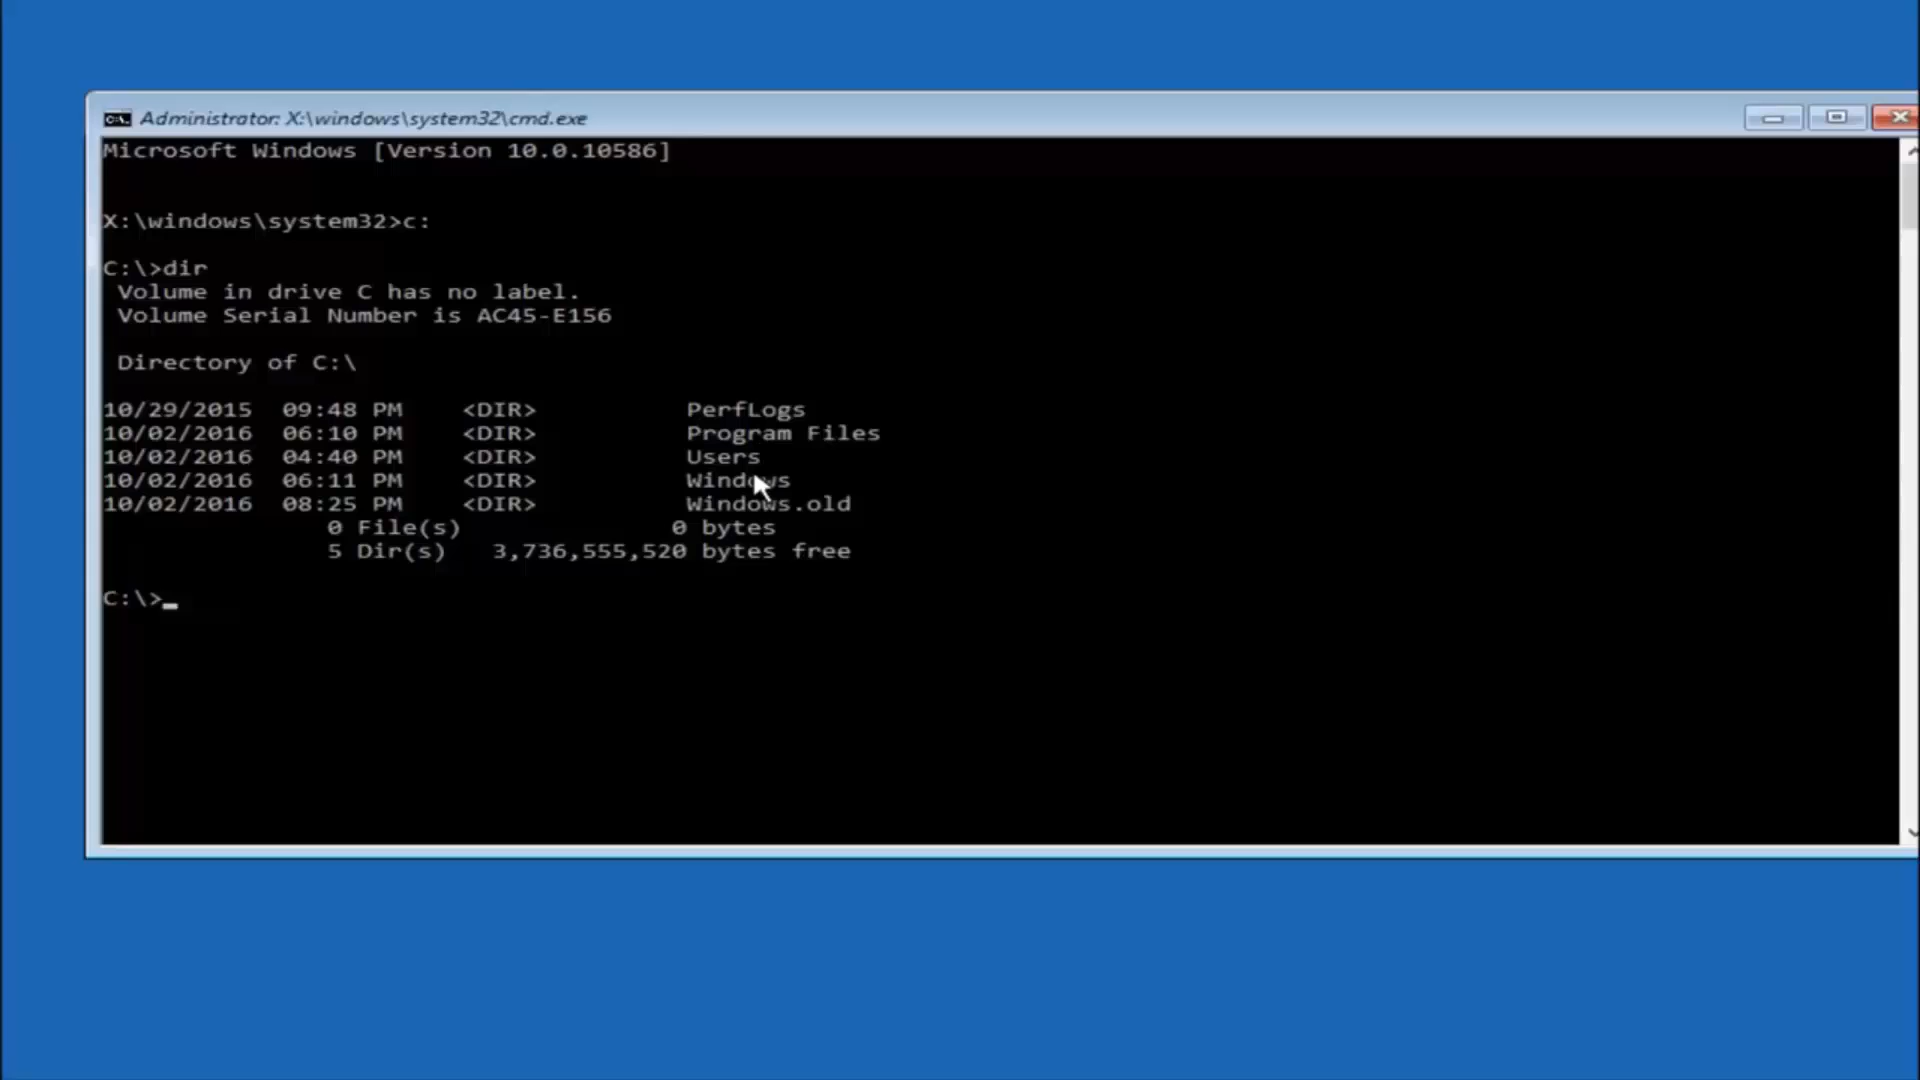 Administrator: X:\windows\system32\cmd.exe
Microsoft Windows [Version 10.0.10586]
X:\windows\system32>c:
C:\>dir
Volume in drive C has no label.
Volume Serial Number is AC45-E156
Directory of C:\
10/29/2015 09:48 PM <DIR> PerfLogs
10/02/2016 06:10 PM <DIR> Program Files
10/02/2016 04:40 PM <DIR> Users
10/02/2016 06:11 PM <DIR> Windows
10/02/2016 08:25 PM <DIR> Windows.old
0 File(s) 0 bytes
5 Dir(s) 3,736,555,520 bytes free
C:\>_